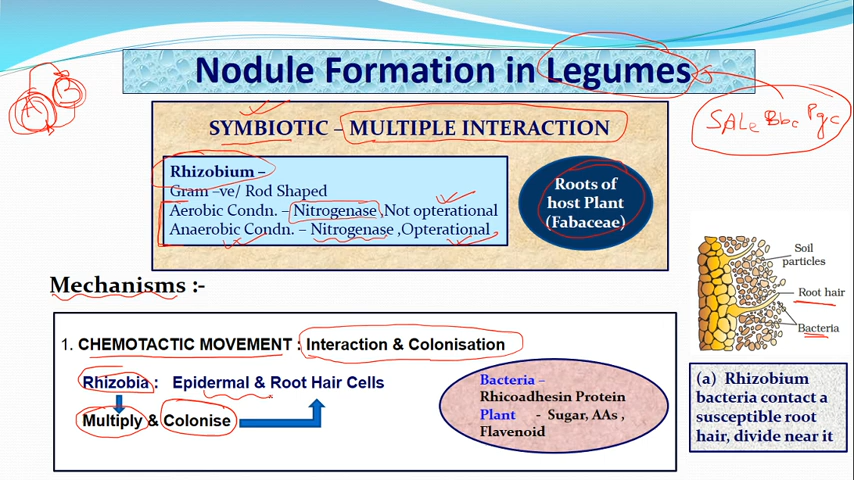 Nodule Formation in Legumes
A
B
SALe Bbc Pgc
SYMBIOTIC – MULTIPLE INTERACTION
Rhizobium –
Gram –ve/ Rod Shaped
Aerobic Condn. – Nitrogenase ,Not opterational
Anaerobic Condn. – Nitrogenase ,Opterational
Roots of
host Plant
(Fabaceae)
Soil
particles
Root hair
Bacteria
Mechanisms :-
1. CHEMOTACTIC MOVEMENT : Interaction & Colonisation
Rhizobia : Epidermal & Root Hair Cells
Multiply & Colonise
Bacteria –
Rhicoadhesin Protein
Plant - Sugar, AAs ,
Flavenoid
(a) Rhizobium
bacteria contact a
susceptible root
hair, divide near it